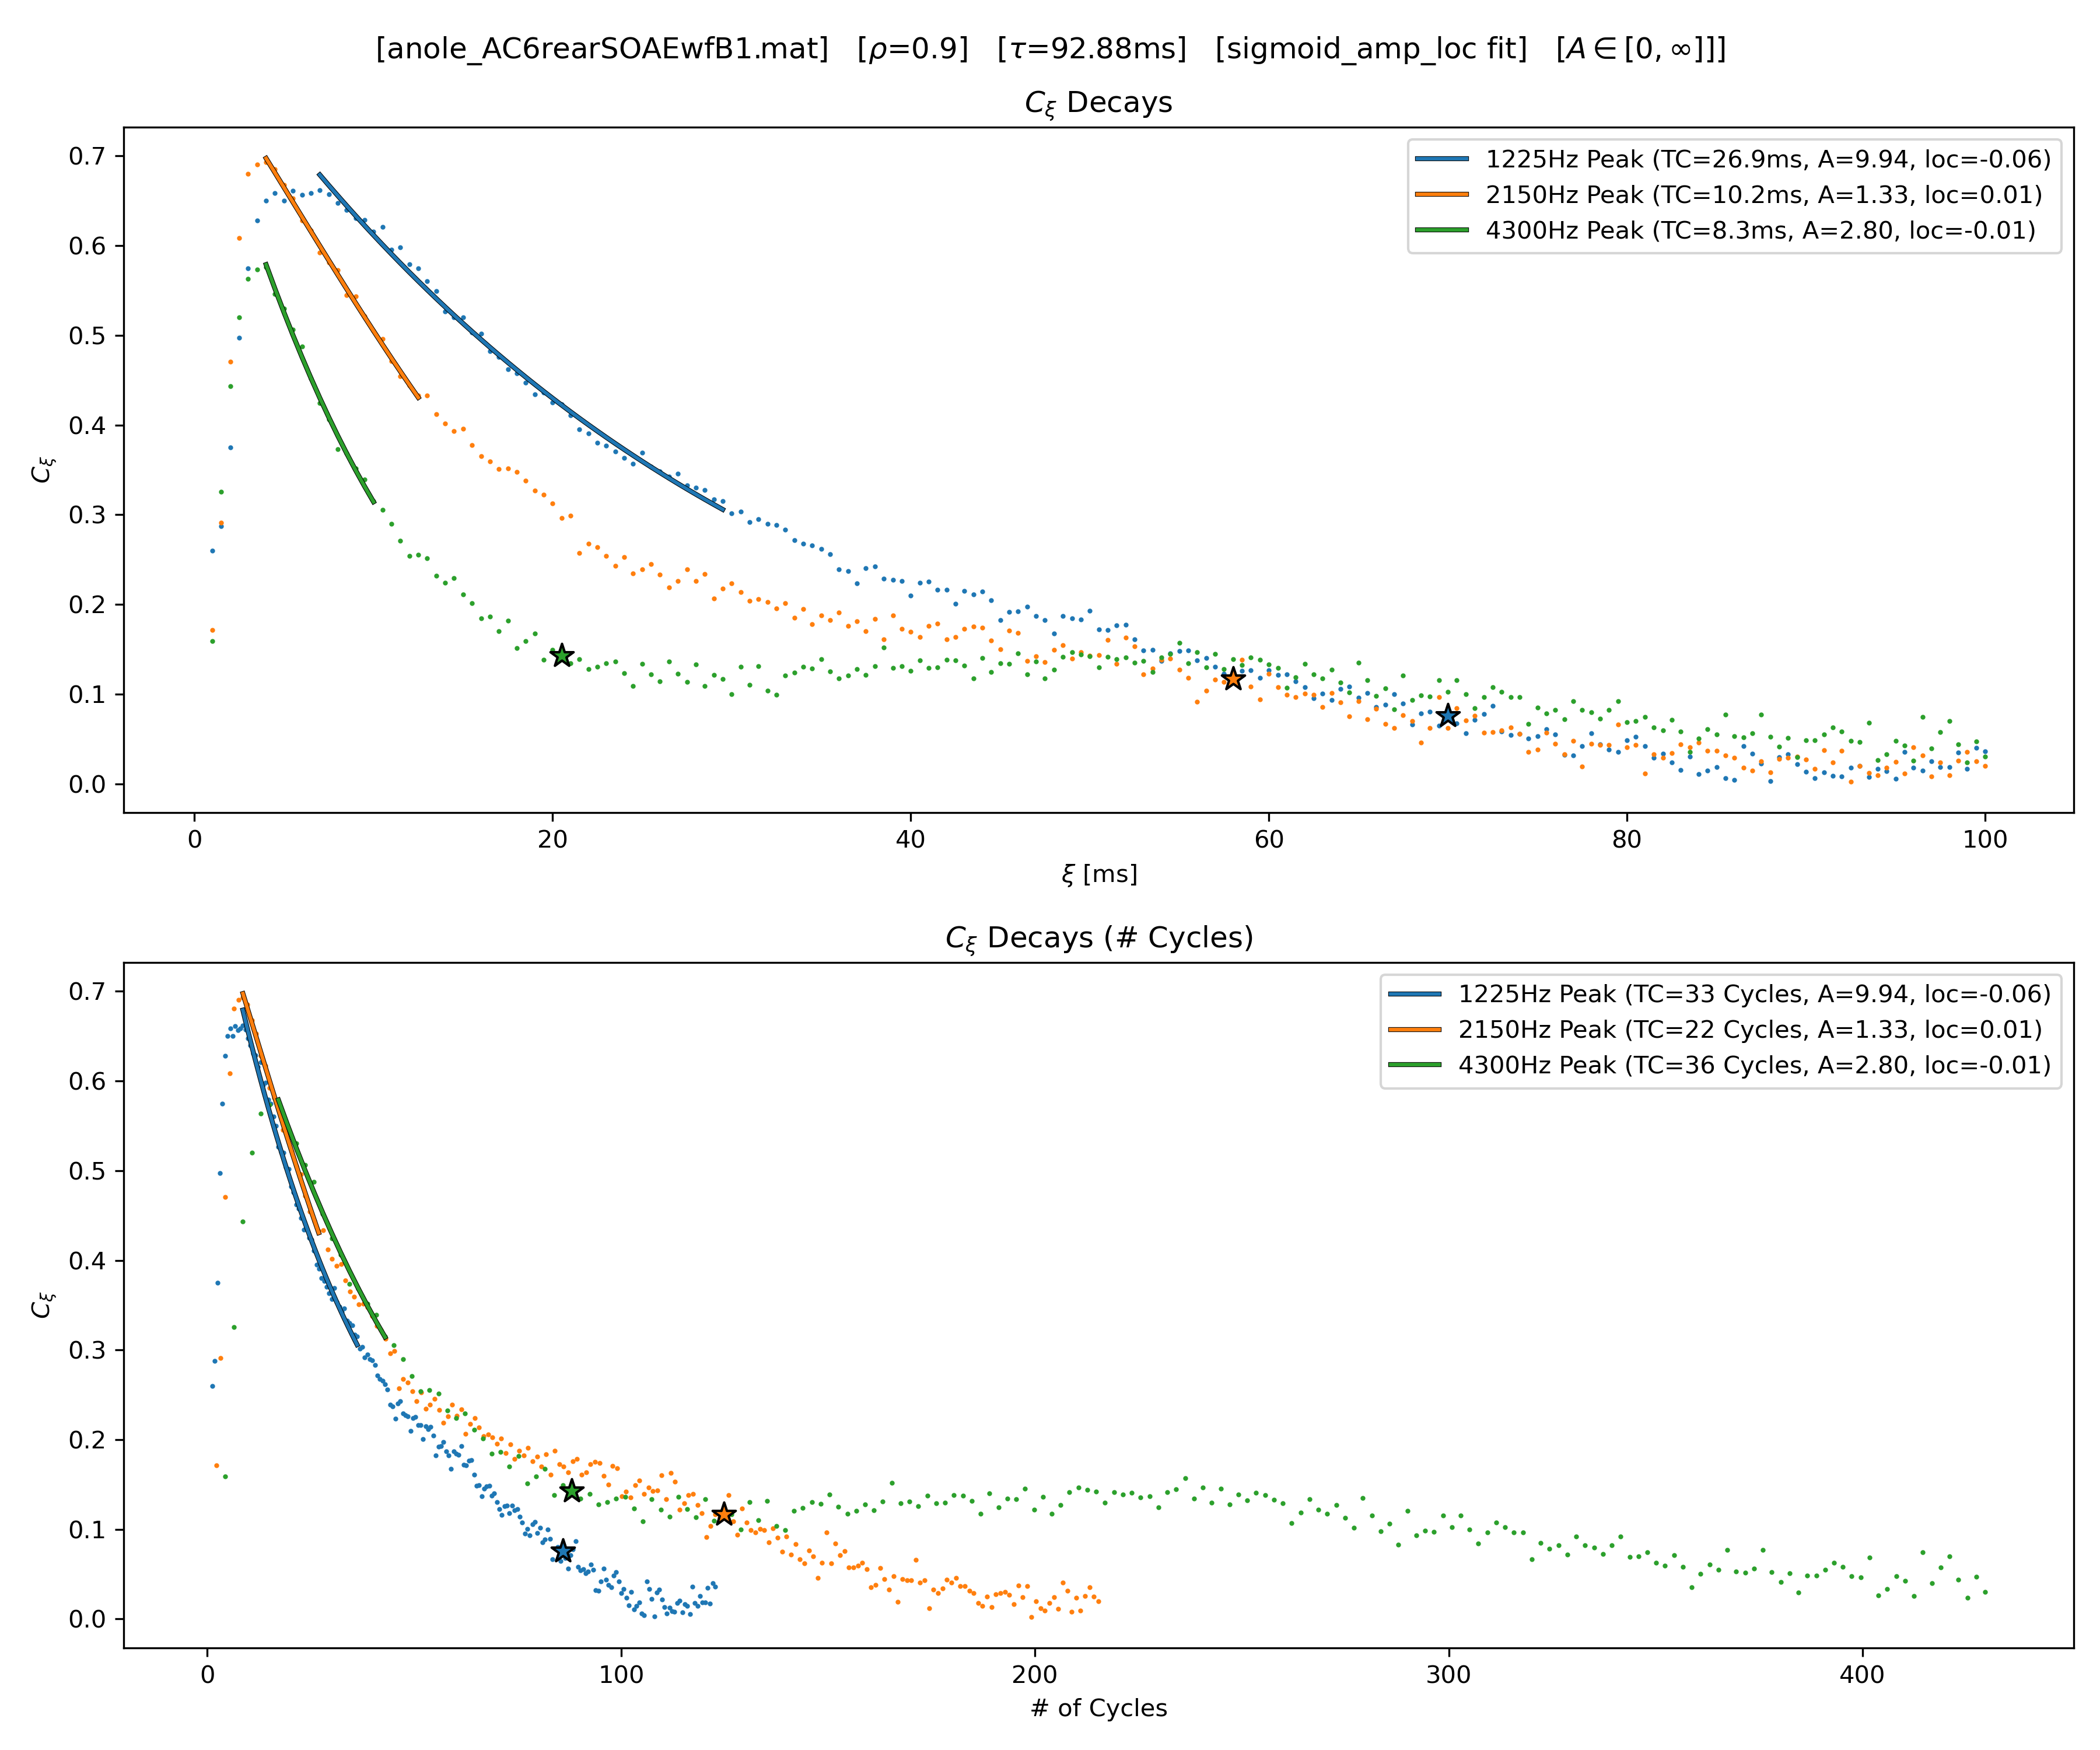 [anole_AC6rearSOAEwfB1.mat] [ρ=0.9] [τ=92.88ms] [sigmoid_amp_loc fit] [A ∈ [0, ∞]]]
C_ξ Decays
0.7
0.6
0.5
0.4
0.3
0.2
0.1
0.0
C_ξ
1225Hz Peak (TC=26.9ms, A=9.94, loc=-0.06)
2150Hz Peak (TC=10.2ms, A=1.33, loc=0.01)
4300Hz Peak (TC=8.3ms, A=2.80, loc=-0.01)
0 20 40 60 80 100
ξ [ms]
C_ξ Decays (# Cycles)
0.7
0.6
0.5
0.4
0.3
0.2
0.1
0.0
C_ξ
1225Hz Peak (TC=33 Cycles, A=9.94, loc=-0.06)
2150Hz Peak (TC=22 Cycles, A=1.33, loc=0.01)
4300Hz Peak (TC=36 Cycles, A=2.80, loc=-0.01)
0 100 200 300 400
# of Cycles